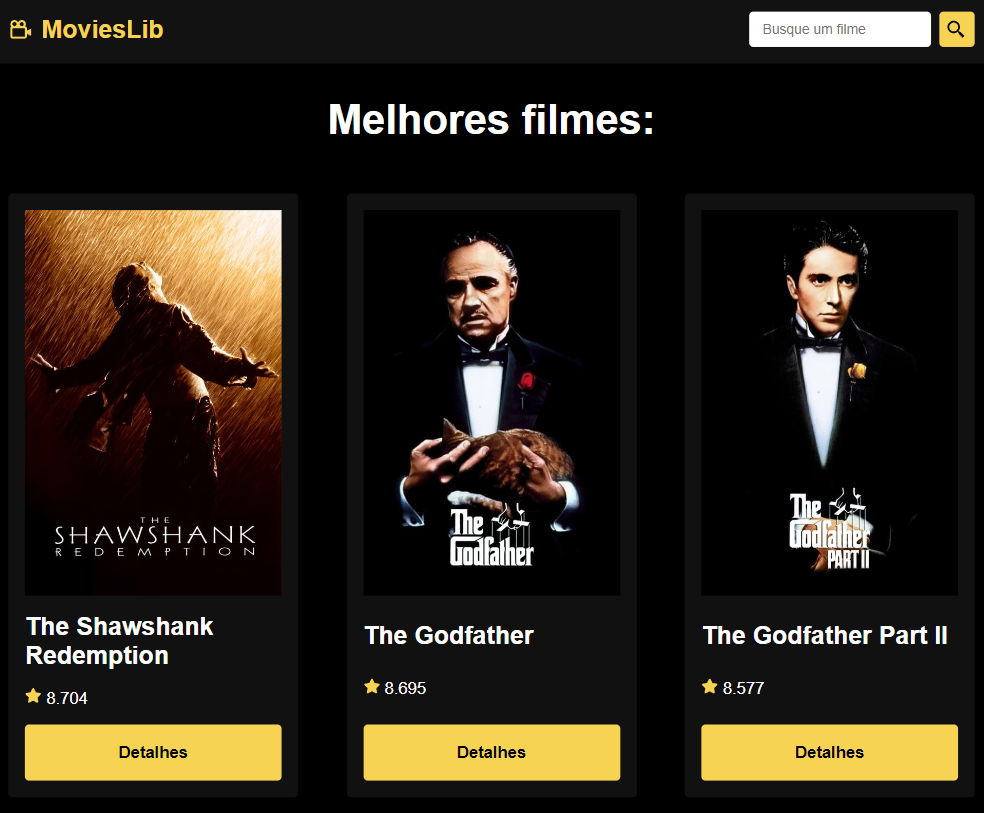 MoviesLib
Busque um filme
Melhores filmes:
THE
SHAWSHANK
REDEMPTION
The
Godfather
The
Godfather
PART II
The Shawshank
Redemption
The Godfather
The Godfather Part II
8.704
8.695
8.577
Detalhes
Detalhes
Detalhes